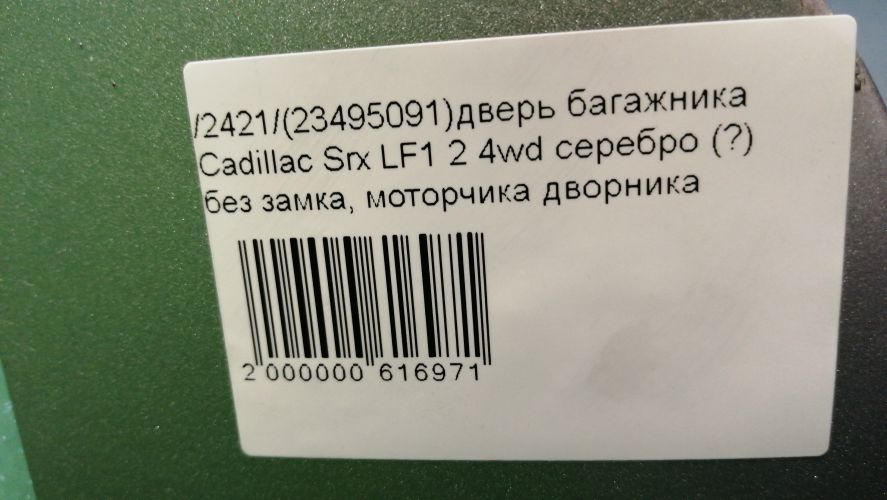 /2421/(23495091)дверь багажника
Cadillac Srx LF1 2 4wd серебро (?)
без замка, моторчика дворника
2 000000 616971